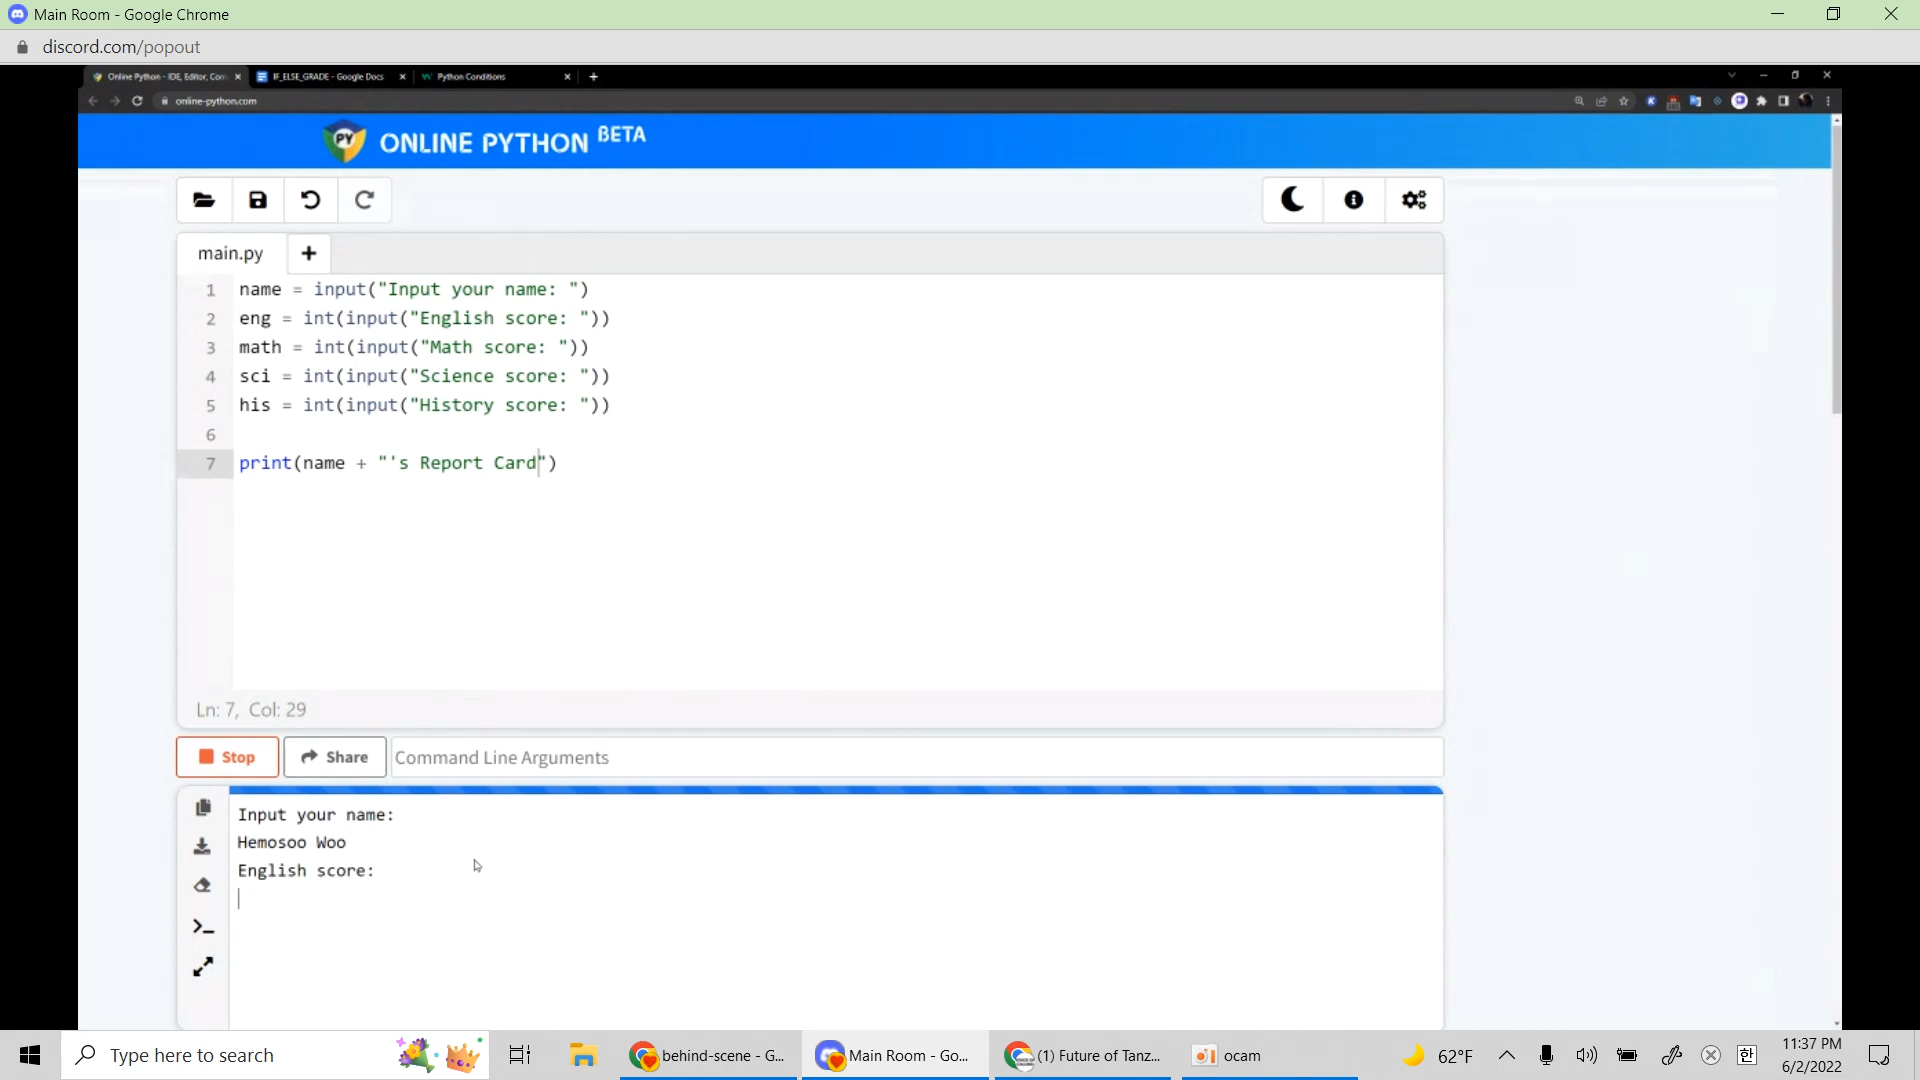 Main Room - Google Chrome
discord.com/popout
Online Python - IDE, Editor, Com
IF_ELSE_GRADE - Google Docs
Python Conditions
online-python.com
PY ONLINE PYTHON BETA
main.py
1 name = input("Input your name: ")
2 eng = int(input("English score: "))
3 math = int(input("Math score: "))
4 sci = int(input("Science score: "))
5 his = int(input("History score: "))
6
7 print(name + "'s Report Card")
Ln: 7, Col: 29
Stop
Share
Command Line Arguments
Input your name:
Hemosoo Woo
English score:
Type here to search
behind-scene - G...
Main Room - Go...
(1) Future of Tanz...
ocam
62°F
한
11:37 PM
6/2/2022